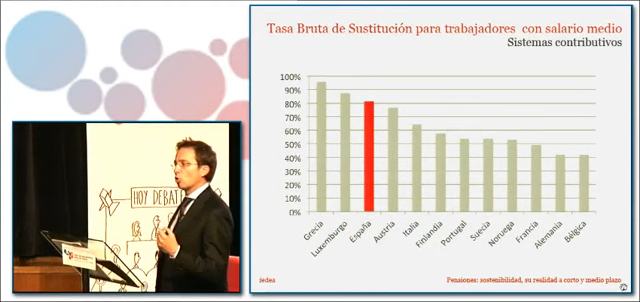 Tasa Bruta de Sustitución para trabajadores con salario medio
Sistemas contributivos
100%
90%
80%
70%
60%
50%
40%
30%
20%
10%
0%
Grecia
Luxemburgo
España
Austria
Italia
Finlandia
Portugal
Suecia
Noruega
Francia
Alemania
Bélgica
HOY DEBAT
fedea
Pensiones: sostenibilidad, su realidad a corto y medio plazo